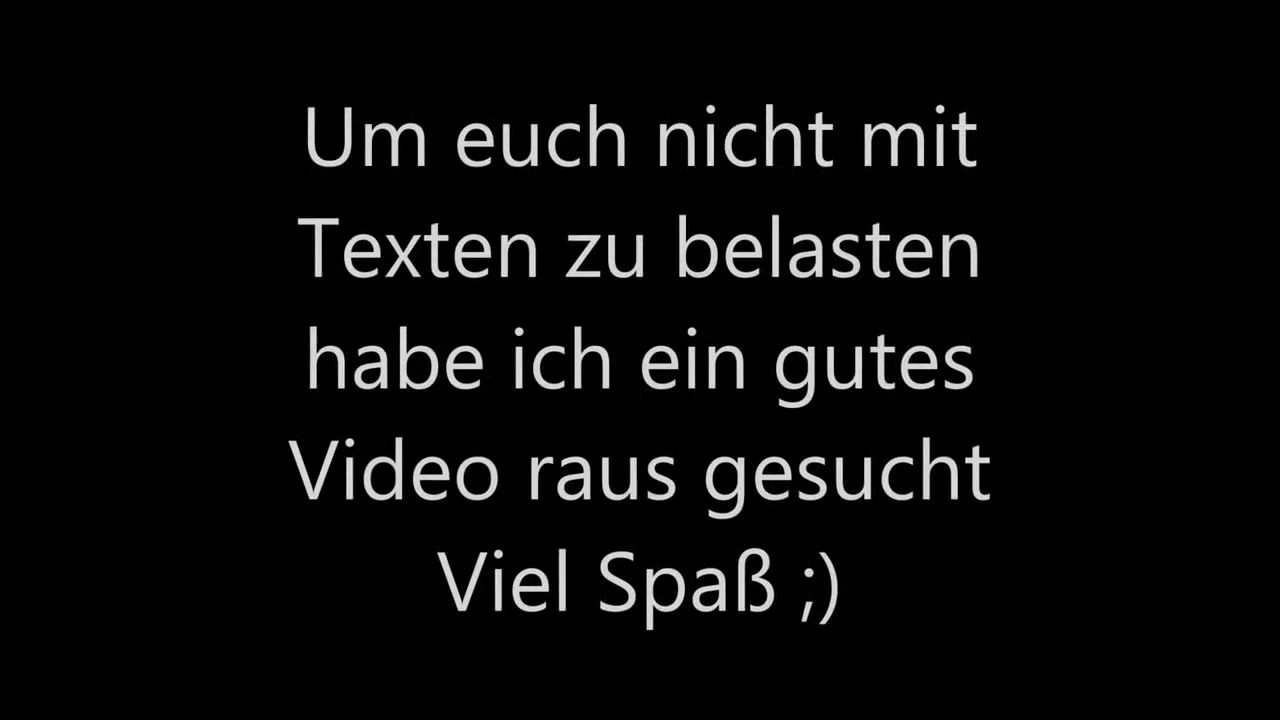 Um euch nicht mit
Texten zu belasten
habe ich ein gutes
Video raus gesucht
Viel Spaß ;)